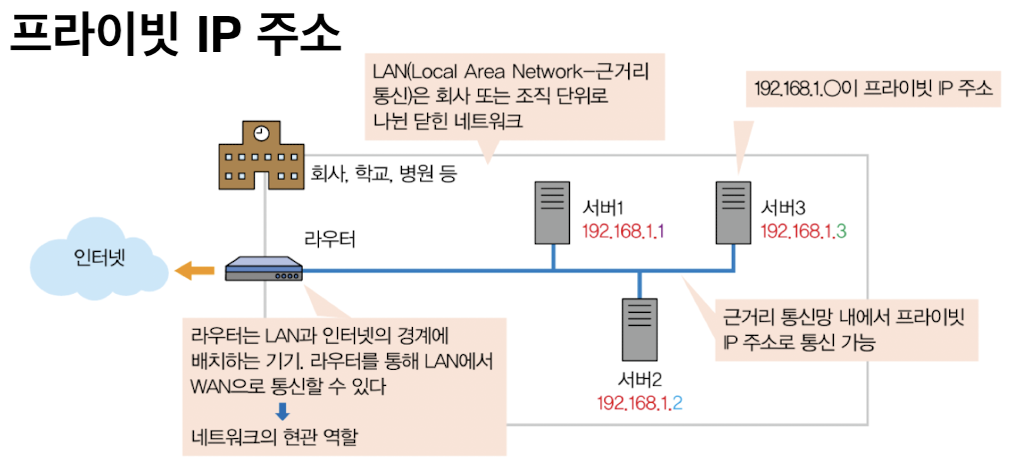 프라이빗 IP 주소
LAN(Local Area Network-근거리
통신)은 회사 또는 조직 단위로
나뉜 닫힌 네트워크
192.168.1.○이 프라이빗 IP 주소
회사, 학교, 병원 등
서버1
192.168.1.1
서버3
192.168.1.3
라우터
인터넷
라우터는 LAN과 인터넷의 경계에
배치하는 기기. 라우터를 통해 LAN에서
WAN으로 통신할 수 있다
네트워크의 현관 역할
서버2
192.168.1.2
근거리 통신망 내에서 프라이빗
IP 주소로 통신 가능